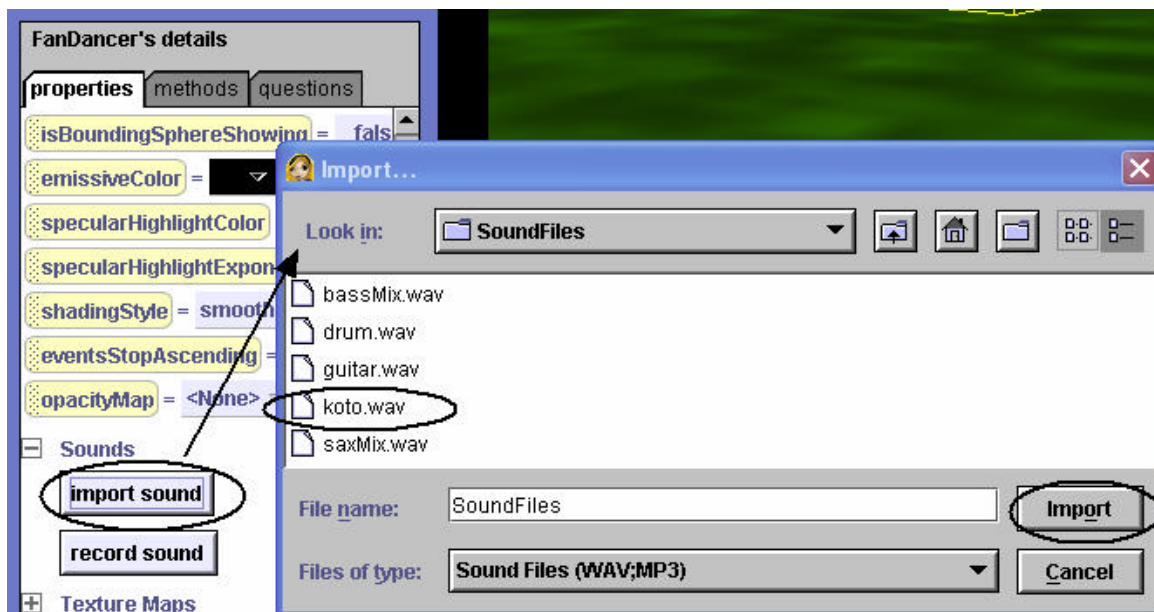 FanDancer's details
properties methods questions
isBoundingSphereShowing = fals
emissiveColor =
specularHighlightColor
specularHighlightExpon
shadingStyle = smooth
eventsStopAscending =
opacityMap = <None>
Sounds
import sound
record sound
Texture Maps
Import...
Look in: SoundFiles
bassMix.wav
drum.wav
guitar.wav
koto.wav
saxMix.wav
File name: SoundFiles Import
Files of type: Sound Files (WAV;MP3) Cancel